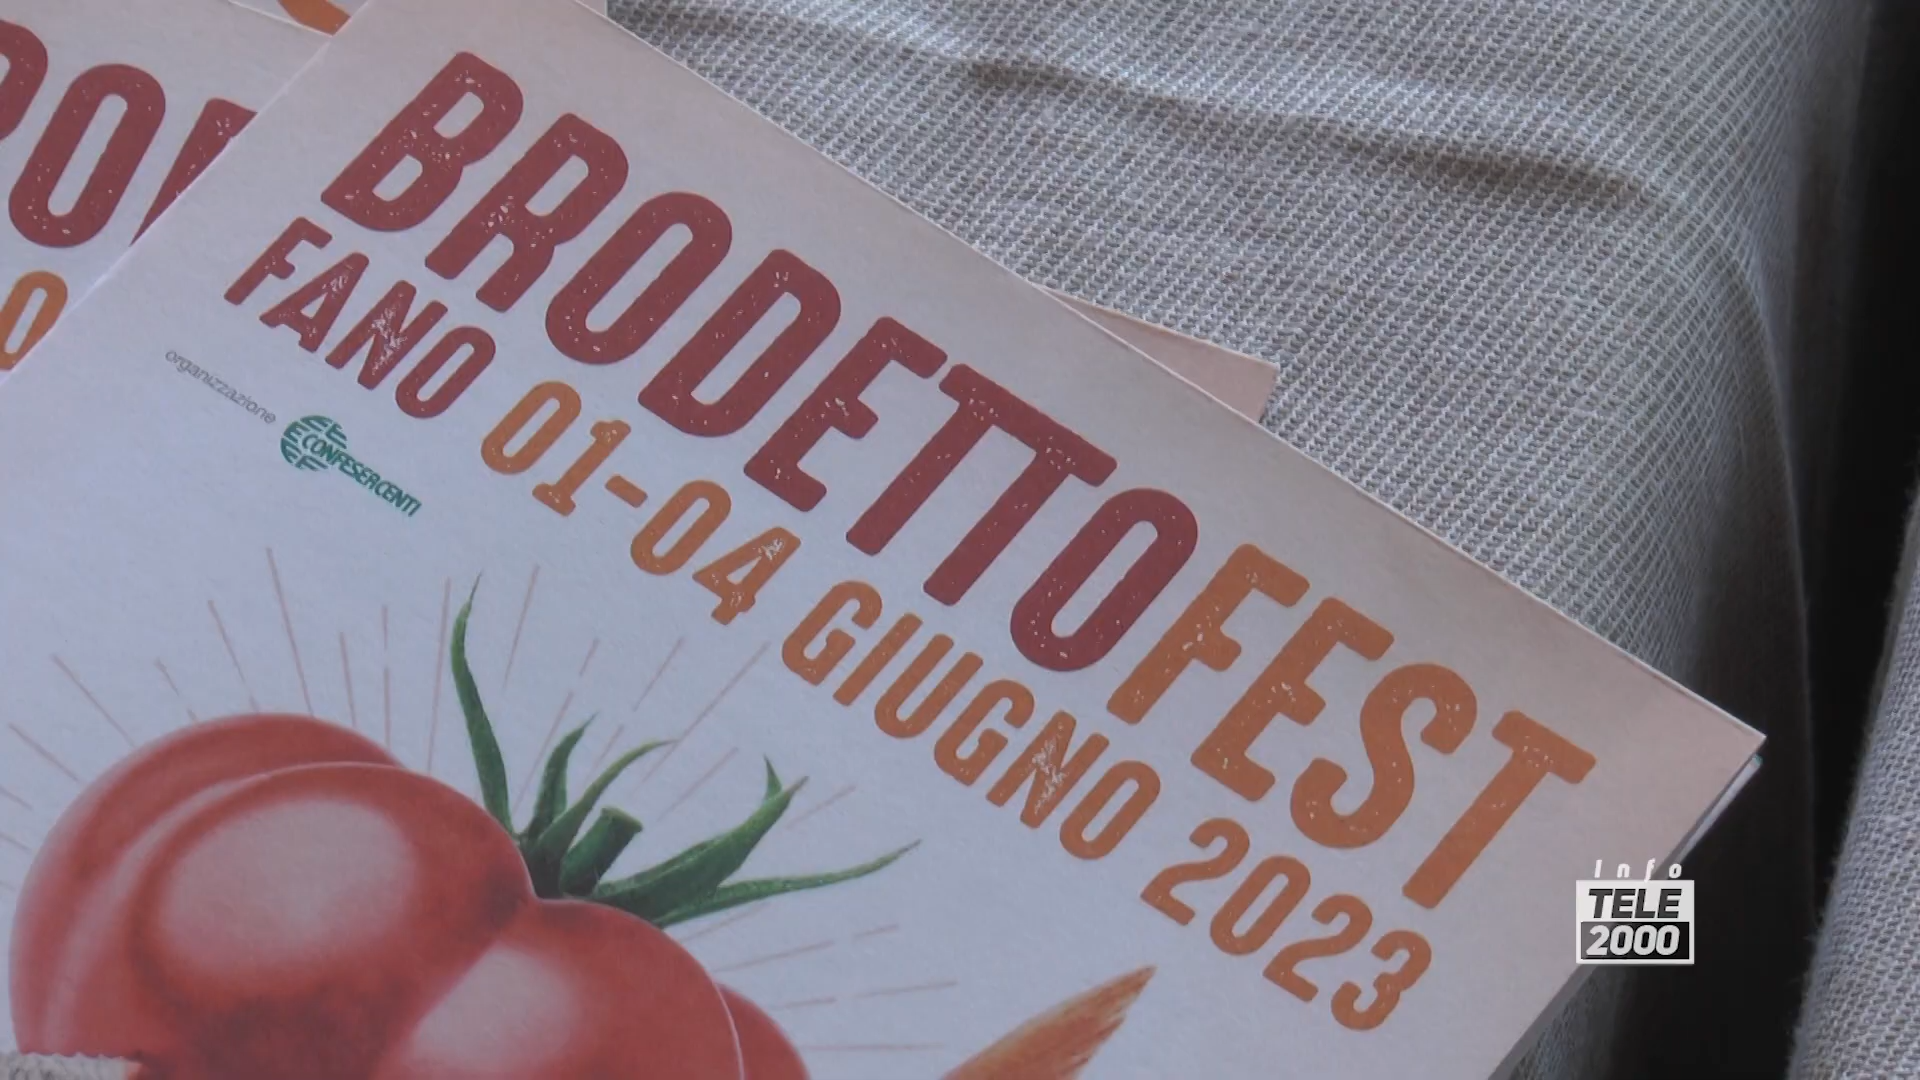 BRODETTOFEST
FANO 01-04 GIUGNO 2023
organizzazione
CONFESERCENTI
Info
TELE
2000